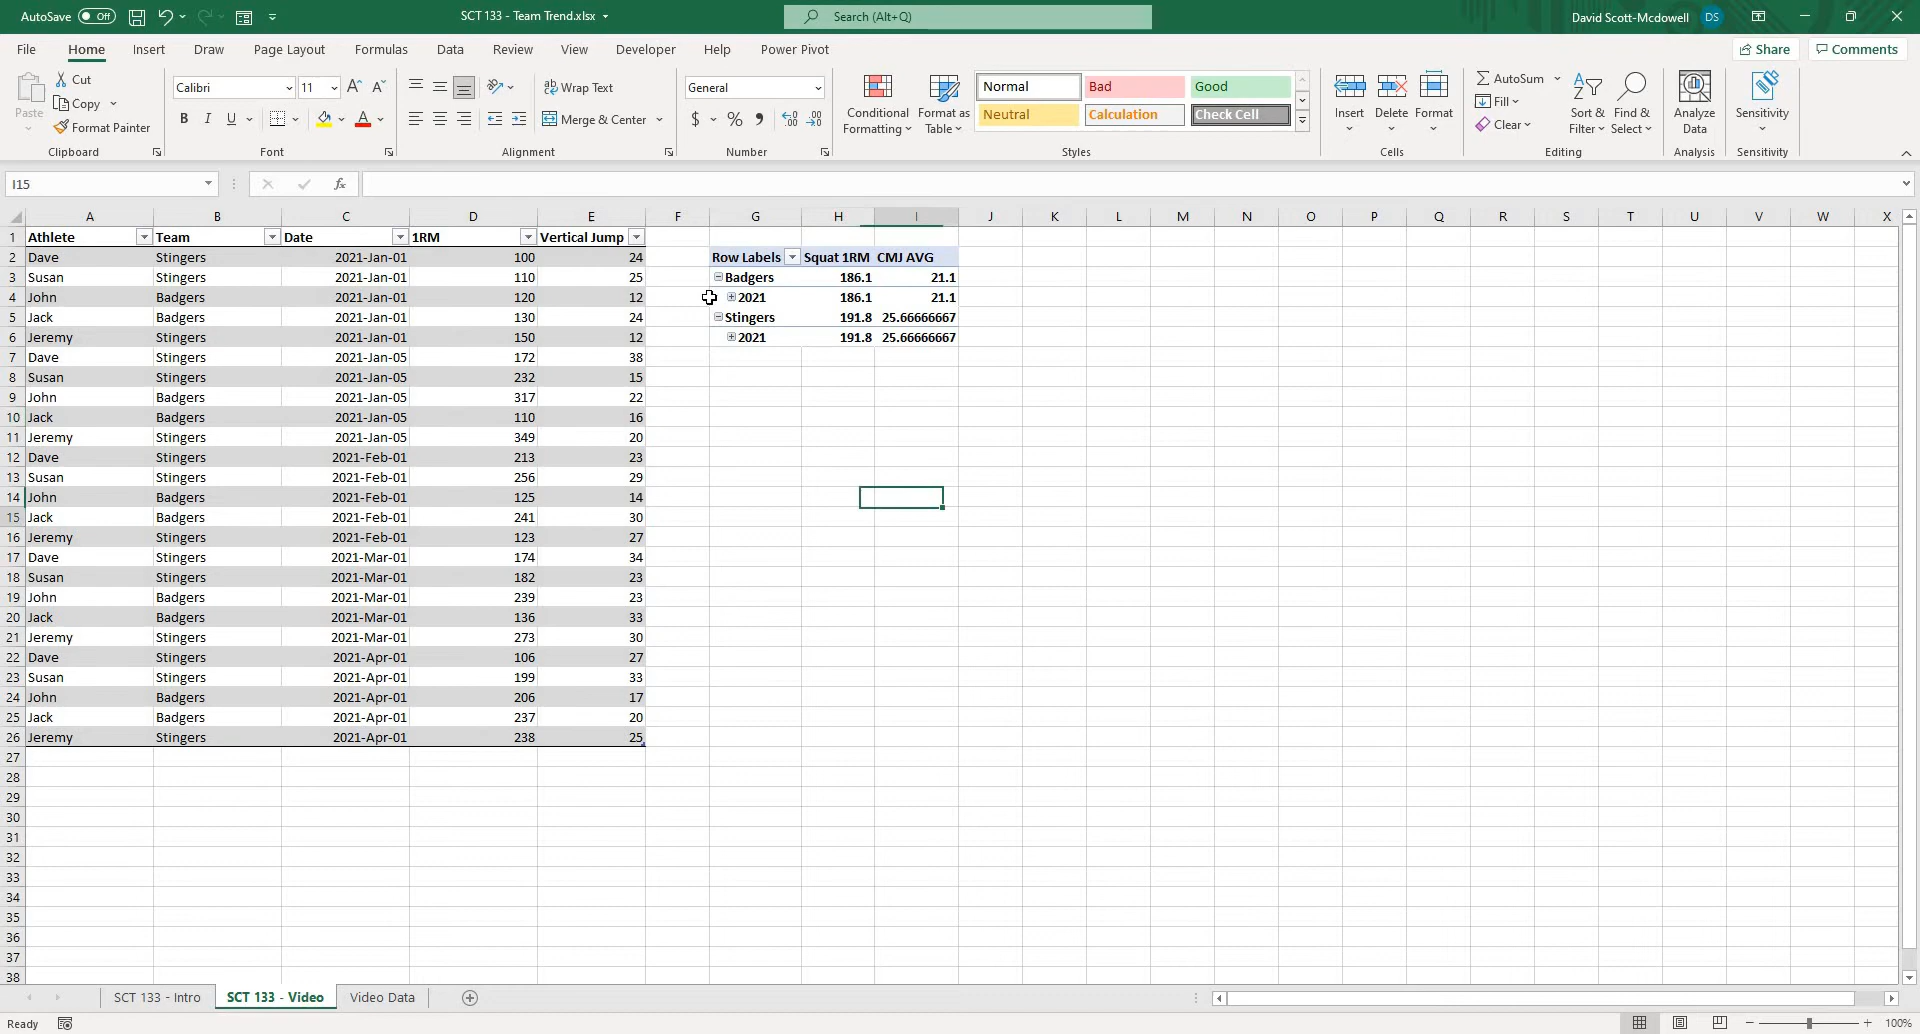 AutoSave Off SCT 133 - Team Trend.xlsx Search (Alt+Q) David Scott-Mcdowell DS
File Home Insert Draw Page Layout Formulas Data Review View Developer Help Power Pivot Share Comments
Paste Cut Copy Format Painter Clipboard
Calibri 11 A A B I U A Font
Wrap Text Merge & Center Alignment
General $ % Number
Conditional Formatting Format as Table Normal Bad Good Neutral Calculation Check Cell Styles
Insert Delete Format Cells
AutoSum Fill Clear Sort & Filter Find & Select Editing
Analyze Data Analysis
Sensitivity Sensitivity
I15 fx
A B C D E F G H I J K L M N O P Q R S T U V W X
1 Athlete Team Date 1RM Vertical Jump
2 Dave Stingers 2021-Jan-01 100 24 Row Labels Squat 1RM CMJ AVG
3 Susan Stingers 2021-Jan-01 110 25 Badgers 186.1 21.1
4 John Badgers 2021-Jan-01 120 12 2021 186.1 21.1
5 Jack Badgers 2021-Jan-01 130 24 Stingers 191.8 25.66666667
6 Jeremy Stingers 2021-Jan-01 150 12 2021 191.8 25.66666667
7 Dave Stingers 2021-Jan-05 172 38
8 Susan Stingers 2021-Jan-05 232 15
9 John Badgers 2021-Jan-05 317 22
10 Jack Badgers 2021-Jan-05 110 16
11 Jeremy Stingers 2021-Jan-05 349 20
12 Dave Stingers 2021-Feb-01 213 23
13 Susan Stingers 2021-Feb-01 256 29
14 John Badgers 2021-Feb-01 125 14
15 Jack Badgers 2021-Feb-01 241 30
16 Jeremy Stingers 2021-Feb-01 123 27
17 Dave Stingers 2021-Mar-01 174 34
18 Susan Stingers 2021-Mar-01 182 23
19 John Badgers 2021-Mar-01 239 23
20 Jack Badgers 2021-Mar-01 136 33
21 Jeremy Stingers 2021-Mar-01 273 30
22 Dave Stingers 2021-Apr-01 106 27
23 Susan Stingers 2021-Apr-01 199 33
24 John Badgers 2021-Apr-01 206 17
25 Jack Badgers 2021-Apr-01 237 20
26 Jeremy Stingers 2021-Apr-01 238 25
27
28
29
30
31
32
33
34
35
36
37
38
SCT 133 - Intro SCT 133 - Video Video Data
Ready 100%